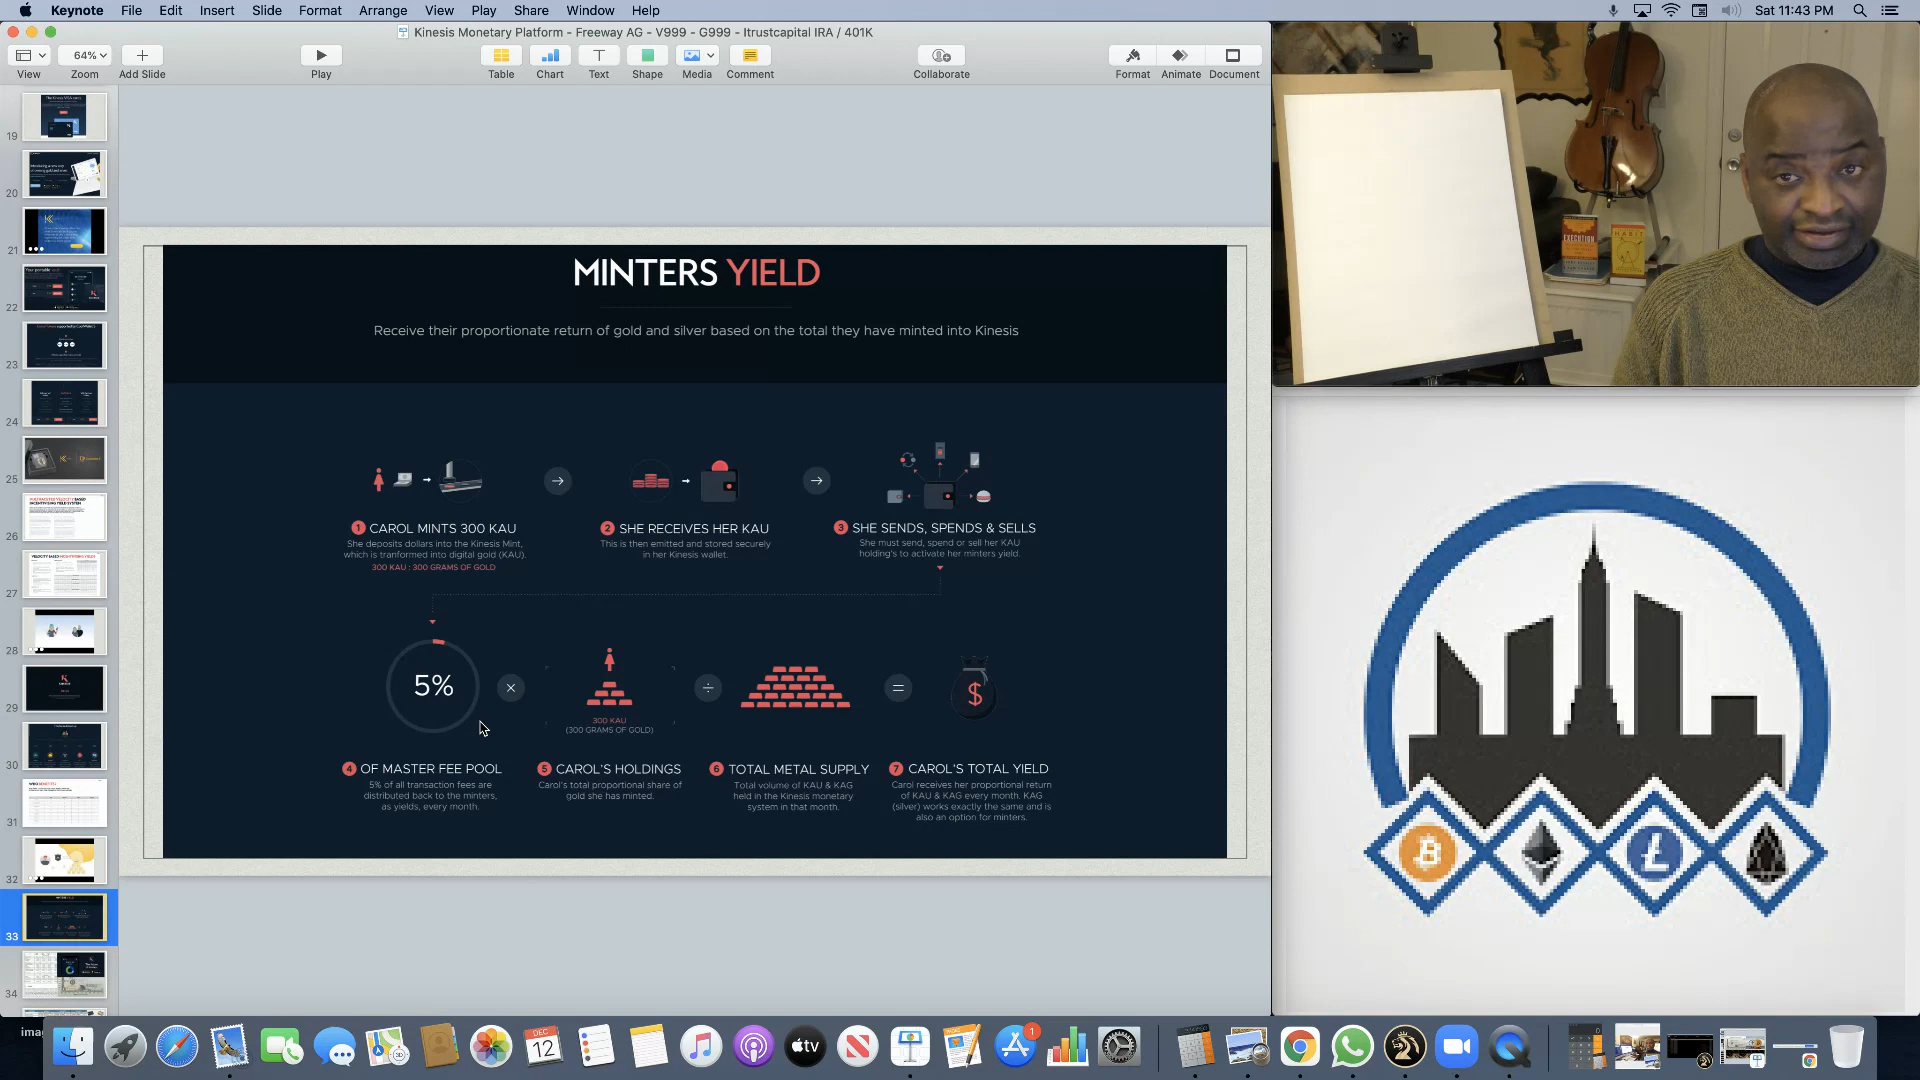 Keynote File Edit Insert Slide Format Arrange View Play Share Window Help
Sat 11:43 PM
Kinesis Monetary Platform - Freeway AG - V999 - G999 - Itrustcapital IRA / 401K
64%
View Zoom Add Slide Play Table Chart Text Shape Media Comment Collaborate Format Animate Document
19
20
21
22
23
24
25
26
27
28
29
30
31
32
33
34
MINTERS YIELD
Receive their proportionate return of gold and silver based on the total they have minted into Kinesis
1 CAROL MINTS 300 KAU
She deposits dollars into the Kinesis Mint,
which is tranformed into digital gold (KAU).
300 KAU : 300 GRAMS OF GOLD
2 SHE RECEIVES HER KAU
This is then emitted and stored securely
in her Kinesis wallet.
3 SHE SENDS, SPENDS & SELLS
She must send, spend or sell her KAU
holding's to activate her minters yield.
5%
×
300 KAU
(300 GRAMS OF GOLD)
÷
=
$
4 OF MASTER FEE POOL
5% of all transaction fees are
distributed back to the minters,
as yields, every month.
5 CAROL'S HOLDINGS
Carol's total proportional share of
gold she has minted.
6 TOTAL METAL SUPPLY
Total volume of KAU & KAG
held in the Kinesis monetary
system in that month.
7 CAROL'S TOTAL YIELD
Carol receives her proportional return
of KAU & KAG every month. KAG
(silver) works exactly the same and is
also an option for minters.
EXECUTION
HABIT
DEC
12
tv
1